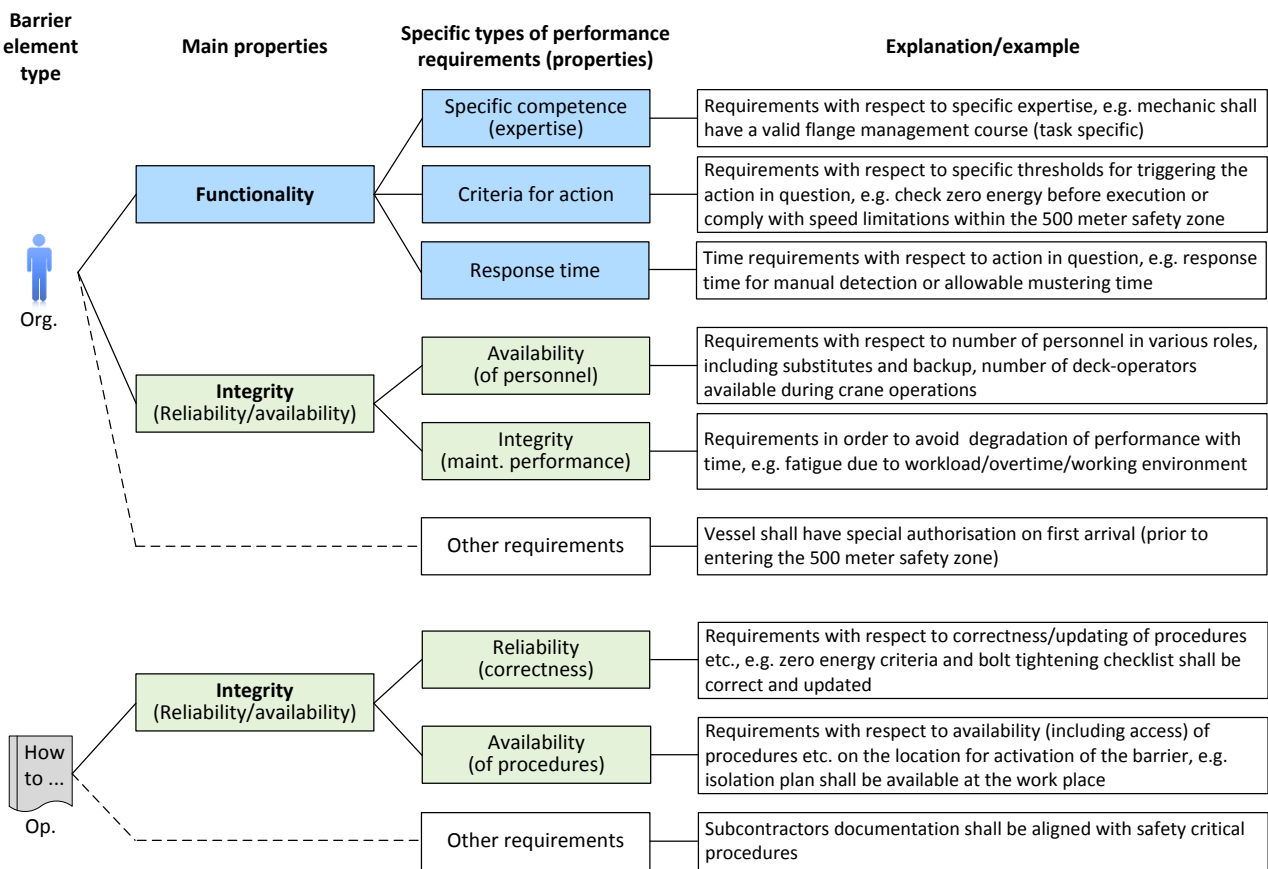 Barrier
element
type
Main properties
Specific types of performance
requirements (properties)
Explanation/example
Specific competence
(expertise)
Requirements with respect to specific expertise, e.g. mechanic shall
have a valid flange management course (task specific)
Functionality
Criteria for action
Requirements with respect to specific thresholds for triggering the
action in question, e.g. check zero energy before execution or
comply with speed limitations within the 500 meter safety zone
Response time
Time requirements with respect to action in question, e.g. response
time for manual detection or allowable mustering time
Org.
Integrity
(Reliability/availability)
Availability
(of personnel)
Requirements with respect to number of personnel in various roles,
including substitutes and backup, number of deck-operators
available during crane operations
Integrity
(maint. performance)
Requirements in order to avoid  degradation of performance with
time, e.g. fatigue due to workload/overtime/working environment
Other requirements
Vessel shall have special authorisation on first arrival (prior to
entering the 500 meter safety zone)
How
to ...
Op.
Integrity
(Reliability/availability)
Reliability
(correctness)
Requirements with respect to correctness/updating of procedures
etc., e.g. zero energy criteria and bolt tightening checklist shall be
correct and updated
Availability
(of procedures)
Requirements with respect to availability (including access) of
procedures etc. on the location for activation of the barrier, e.g.
isolation plan shall be available at the work place
Other requirements
Subcontractors documentation shall be aligned with safety critical
procedures